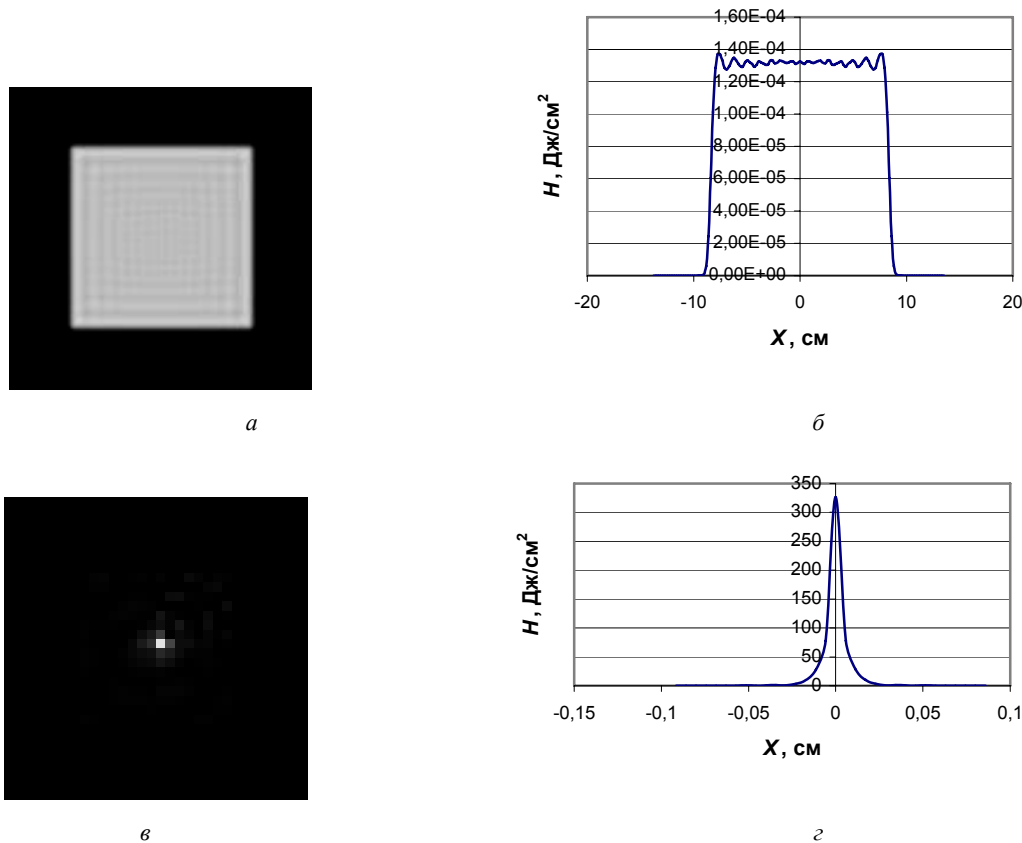 1,60E-04
1,40E-04
1,20E-04
1,00E-04
8,00E-05
6,00E-05
4,00E-05
2,00E-05
0,00E+00
H, Дж/см²
-20 -10 0 10 20
X, см
а б
350
300
250
200
150
100
50
0
H, Дж/см²
-0,15 -0,1 -0,05 0 0,05 0,1
X, см
в г